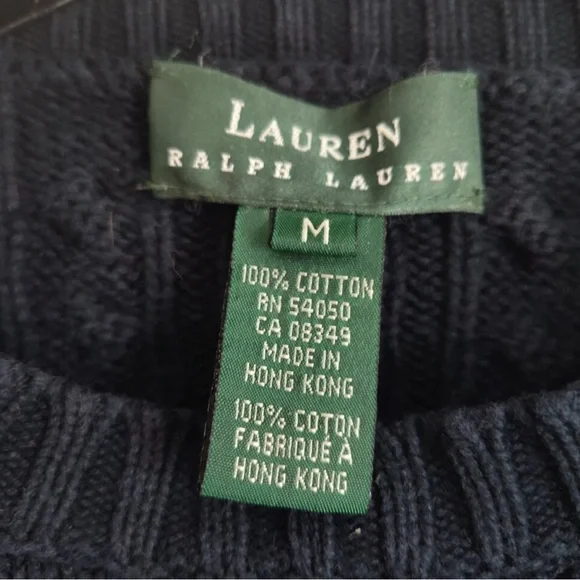 LAUREN
RALPH LAUREN
M
100% COTTON
RN 54050
CA 08349
MADE IN
HONG KONG
100% COTON
FABRIQUÉ À
HONG KONG